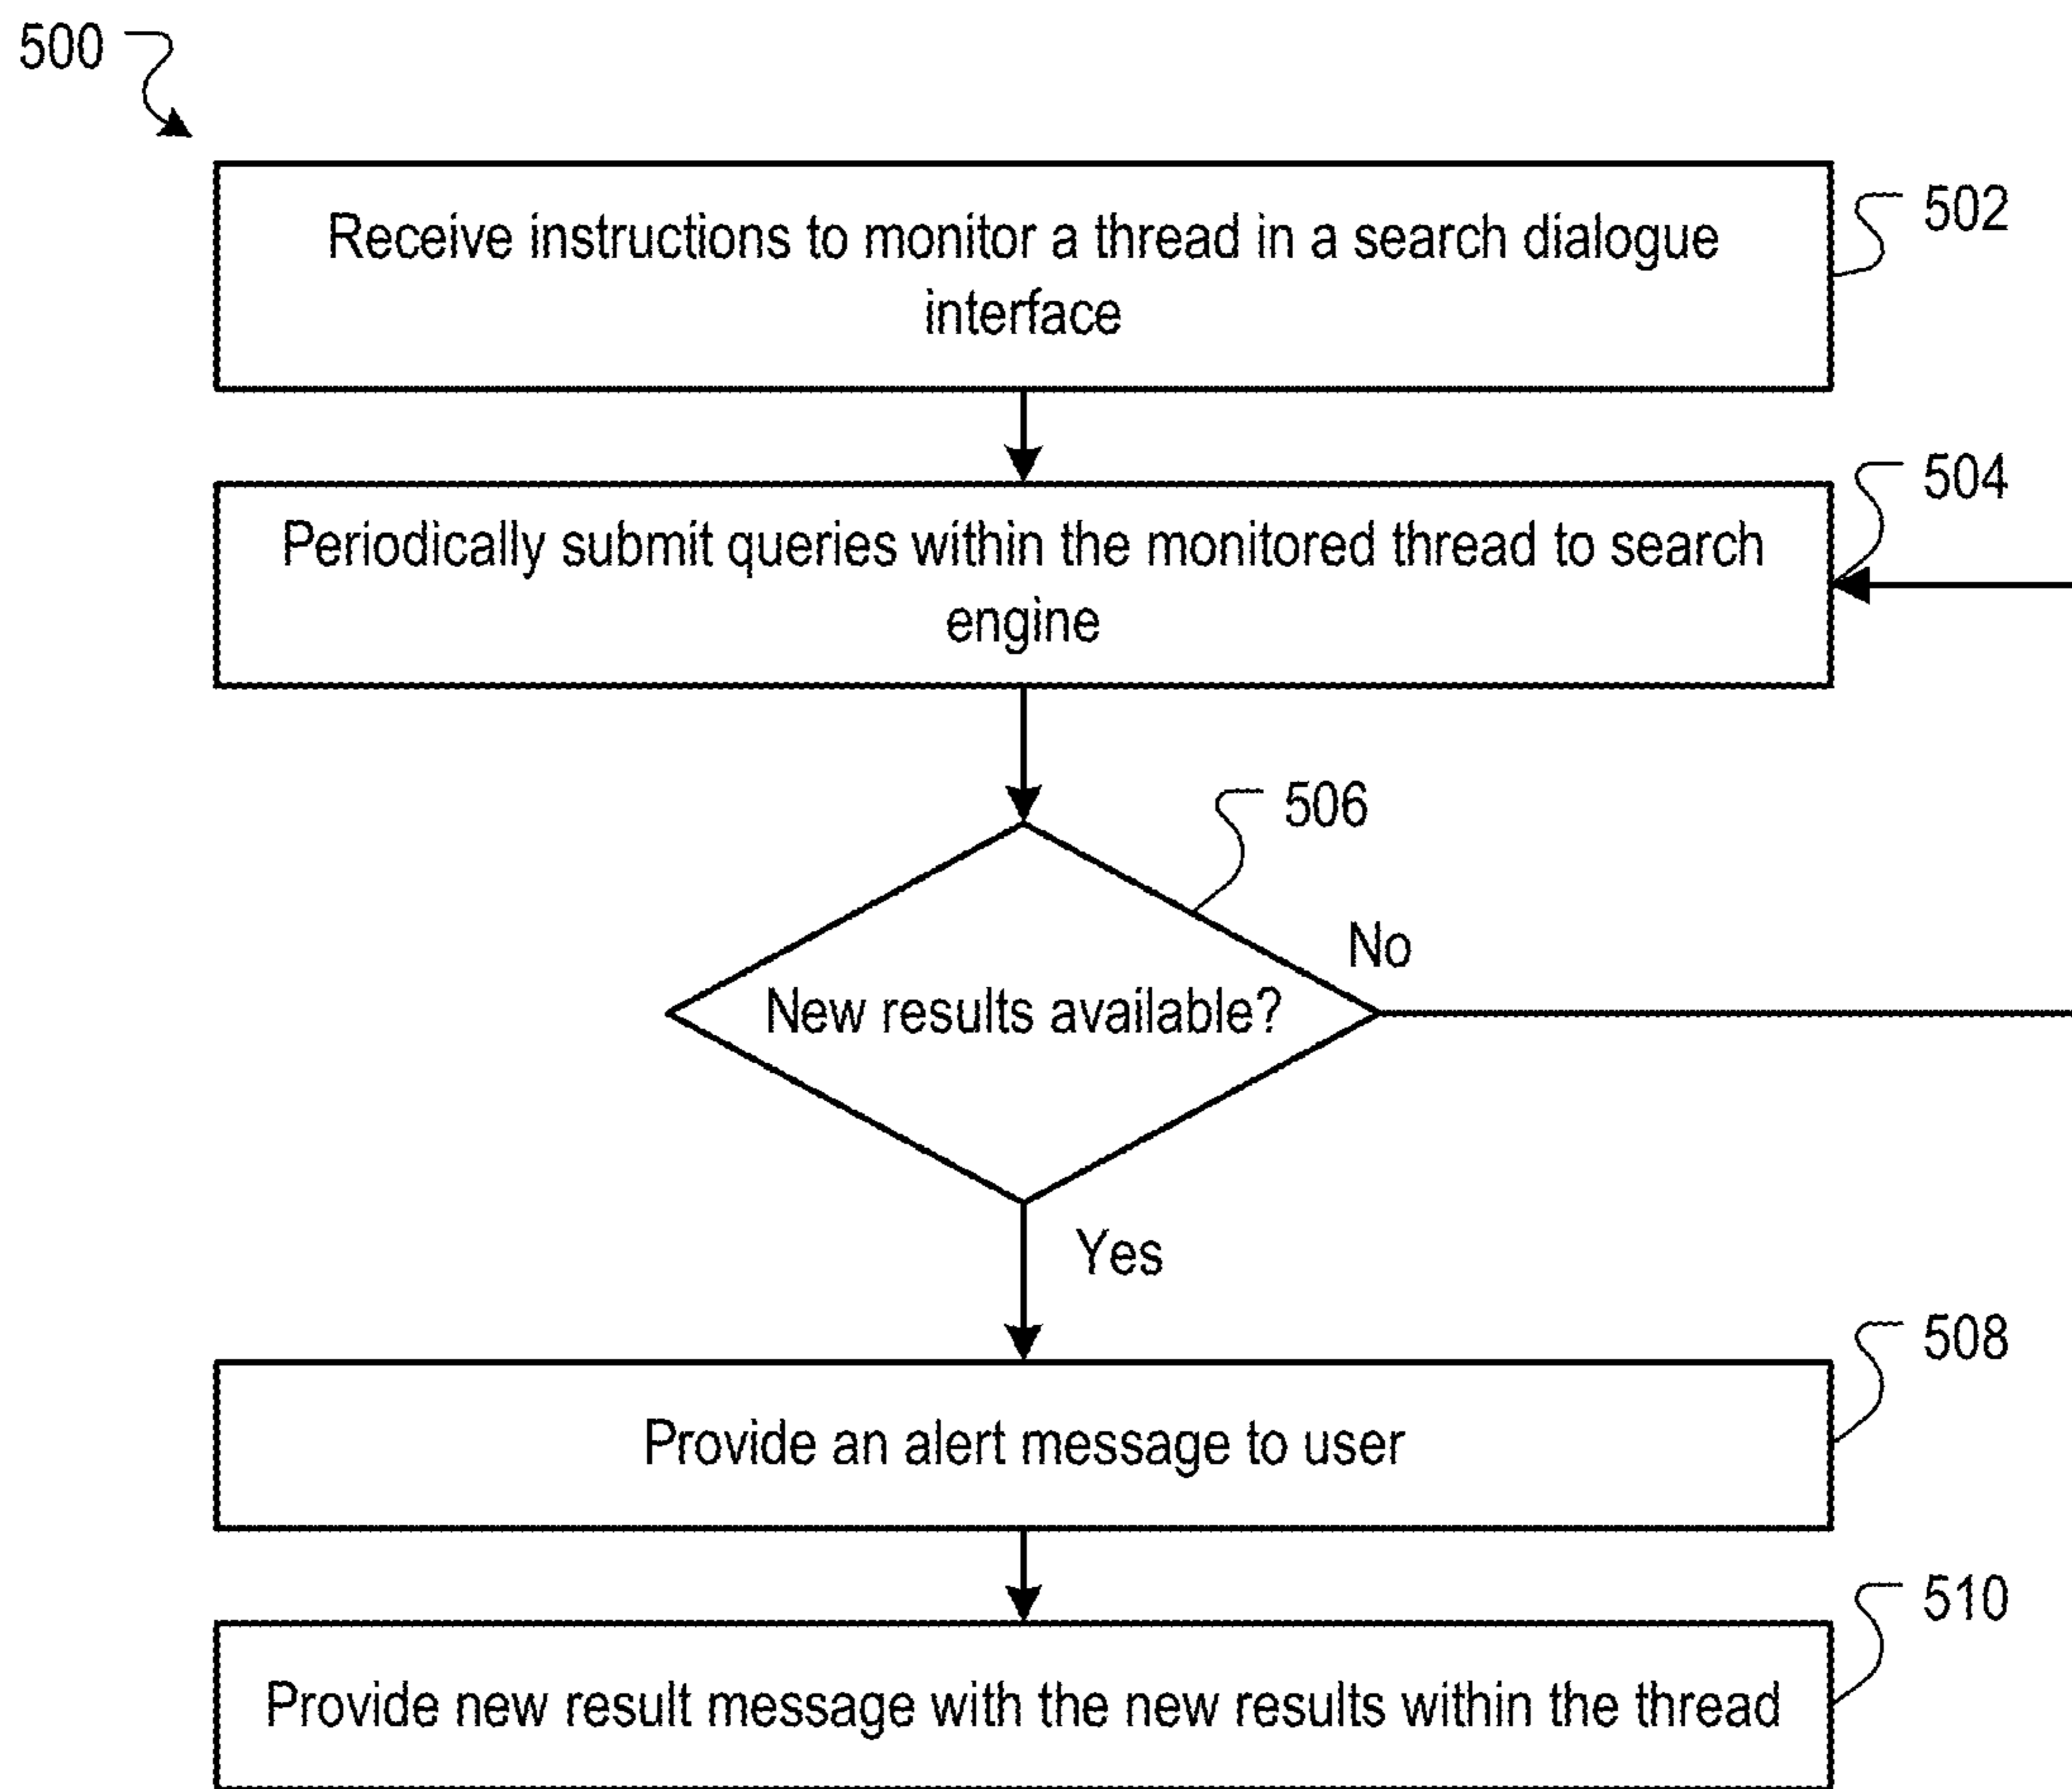 500
Receive instructions to monitor a thread in a search dialogue
interface
502
Periodically submit queries within the monitored thread to search
engine
504
506
New results available?
No
Yes
Provide an alert message to user
508
Provide new result message with the new results within the thread
510